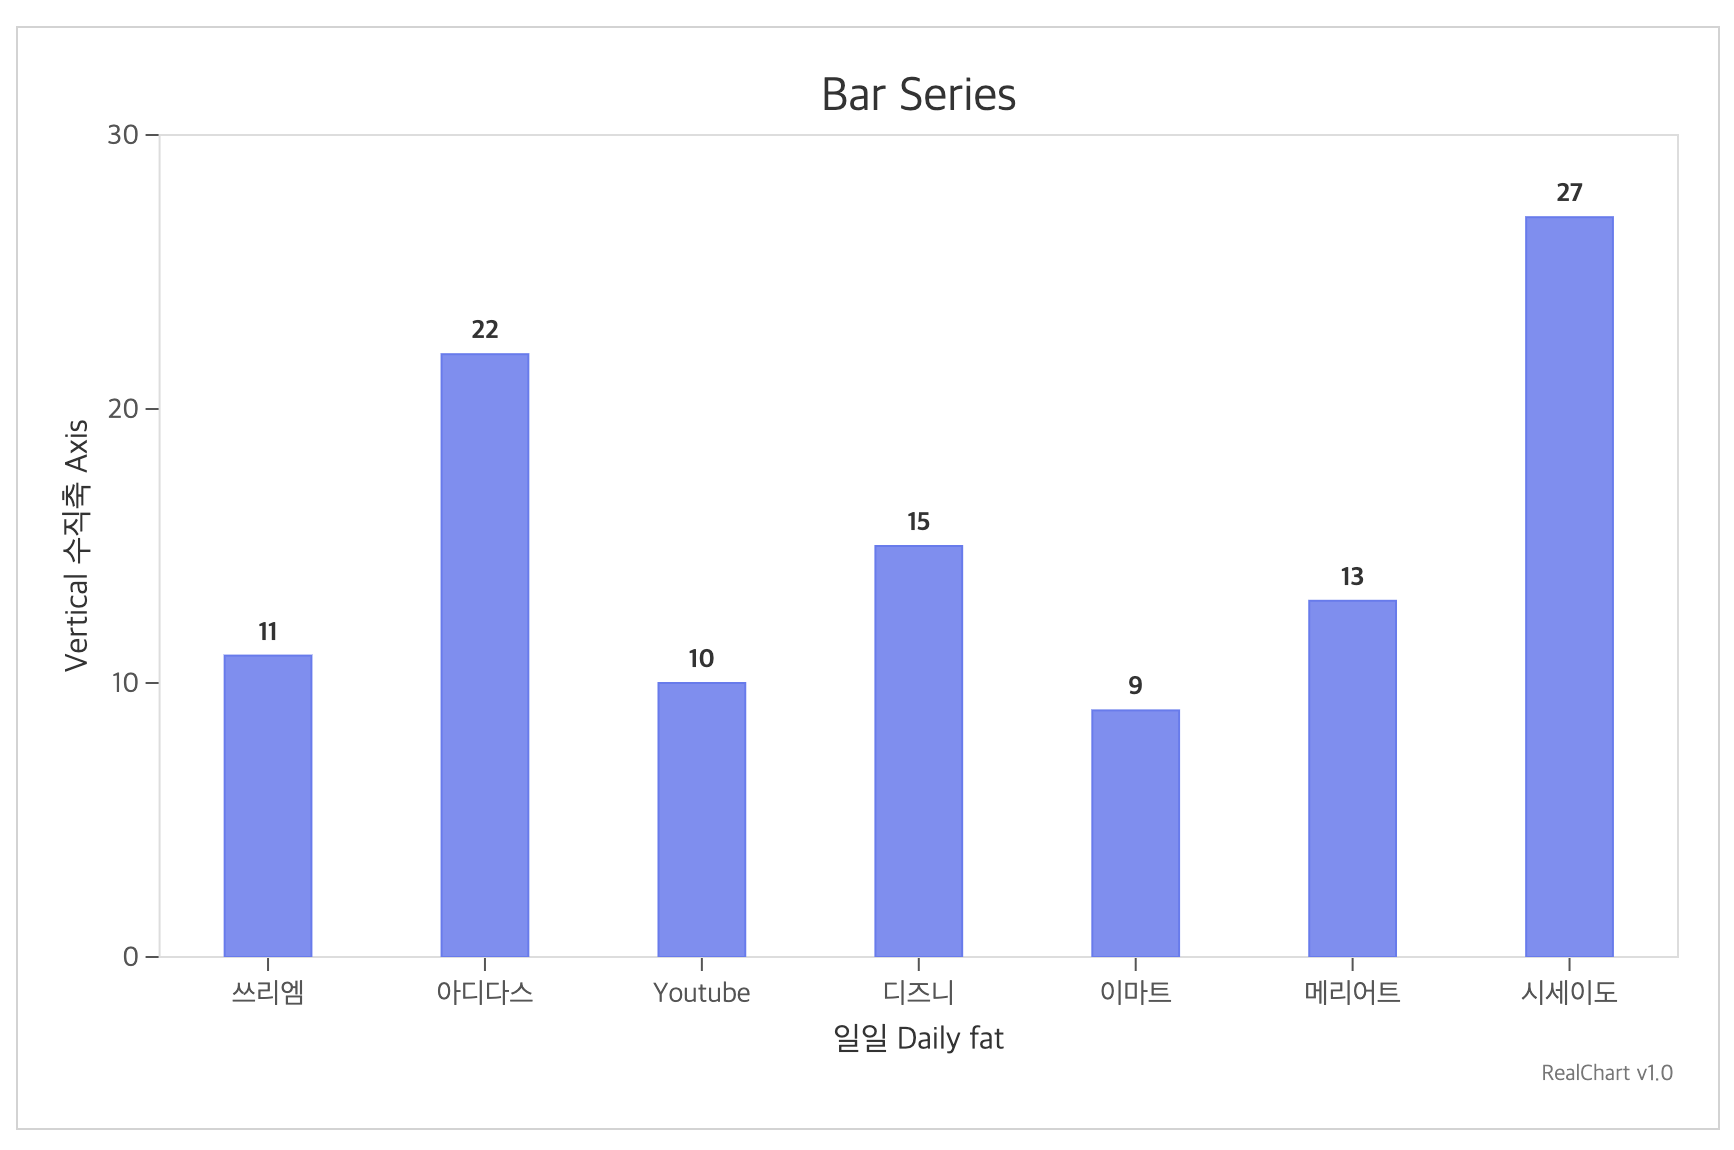 Bar Series
30
20
10
0
Vertical 수직축 Axis
11
22
10
15
9
13
27
쓰리엠
아디다스
Youtube
디즈니
이마트
메리어트
시세이도
일일 Daily fat
RealChart v1.0